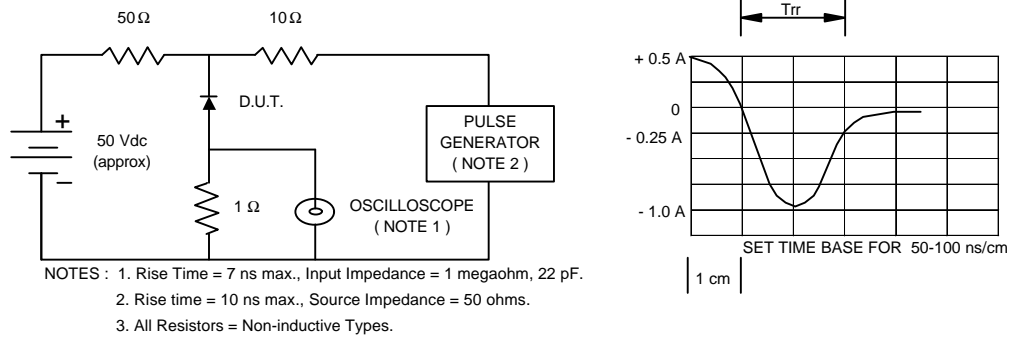 50 Ω
10 Ω
D.U.T.
+
50 Vdc
(approx)
−
1 Ω
PULSE
GENERATOR
( NOTE 2 )
OSCILLOSCOPE
( NOTE 1 )
NOTES : 1. Rise Time = 7 ns max., Input Impedance = 1 megaohm, 22 pF.
2. Rise time = 10 ns max., Source Impedance = 50 ohms.
3. All Resistors = Non-inductive Types.
Trr
+ 0.5 A
0
- 0.25 A
- 1.0 A
SET TIME BASE FOR 50-100 ns/cm
1 cm